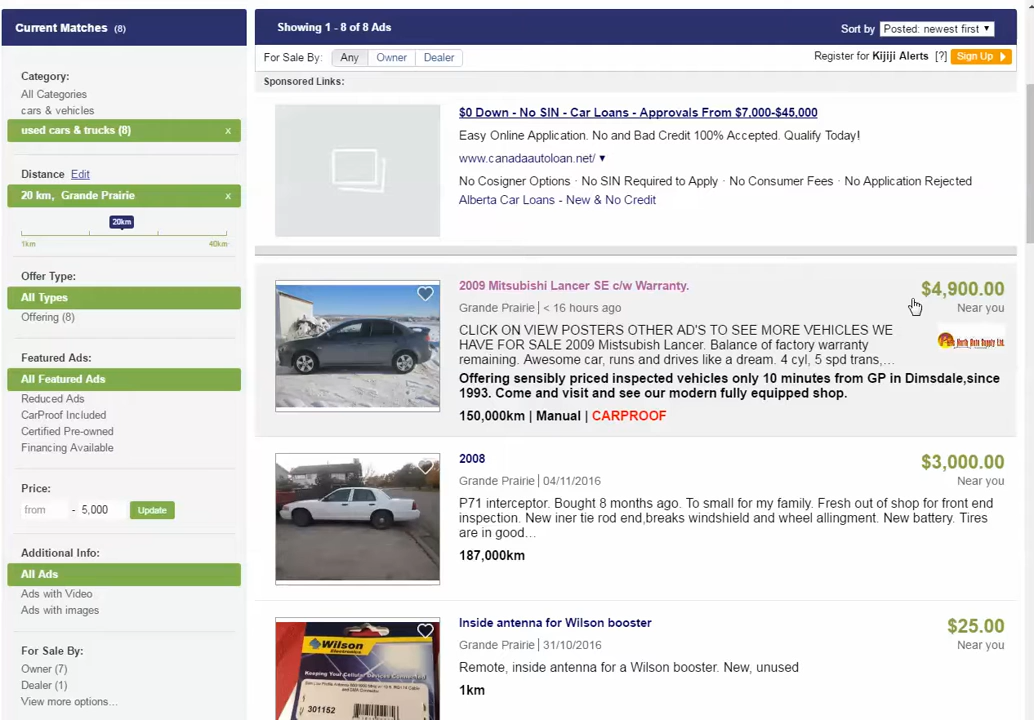 Current Matches (8)
Category:
All Categories
cars & vehicles
used cars & trucks (8) x
Distance Edit
20 km, Grande Prairie x
20km
1km 40km
Offer Type:
All Types
Offering (8)
Featured Ads:
All Featured Ads
Reduced Ads
CarProof Included
Certified Pre-owned
Financing Available
Price:
from - 5,000 Update
Additional Info:
All Ads
Ads with Video
Ads with images
For Sale By:
Owner (7)
Dealer (1)
View more options...
Showing 1 - 8 of 8 Ads
Sort by Posted: newest first
For Sale By: Any Owner Dealer
Register for Kijiji Alerts [?] Sign Up
Sponsored Links:
$0 Down - No SIN - Car Loans - Approvals From $7,000-$45,000
Easy Online Application. No and Bad Credit 100% Accepted. Qualify Today!
www.canadaautoloan.net/
No Cosigner Options · No SIN Required to Apply · No Consumer Fees · No Application Rejected
Alberta Car Loans - New & No Credit
2009 Mitsubishi Lancer SE c/w Warranty.
$4,900.00
Grande Prairie | < 16 hours ago
Near you
CLICK ON VIEW POSTERS OTHER AD'S TO SEE MORE VEHICLES WE
HAVE FOR SALE 2009 Mistsubish Lancer. Balance of factory warranty
remaining. Awesome car, runs and drives like a dream. 4 cyl, 5 spd trans,...
North Auto Supply Ltd.
Offering sensibly priced inspected vehicles only 10 minutes from GP in Dimsdale,since
1993. Come and visit and see our modern fully equipped shop.
150,000km | Manual | CARPROOF
2008
$3,000.00
Grande Prairie | 04/11/2016
Near you
P71 interceptor. Bought 8 months ago. To small for my family. Fresh out of shop for front end
inspection. New iner tie rod end,breaks windshield and wheel allingment. New battery. Tires
are in good...
187,000km
Inside antenna for Wilson booster
$25.00
Grande Prairie | 31/10/2016
Near you
Remote, inside antenna for a Wilson booster. New, unused
1km
Wilson
Electronics
301152